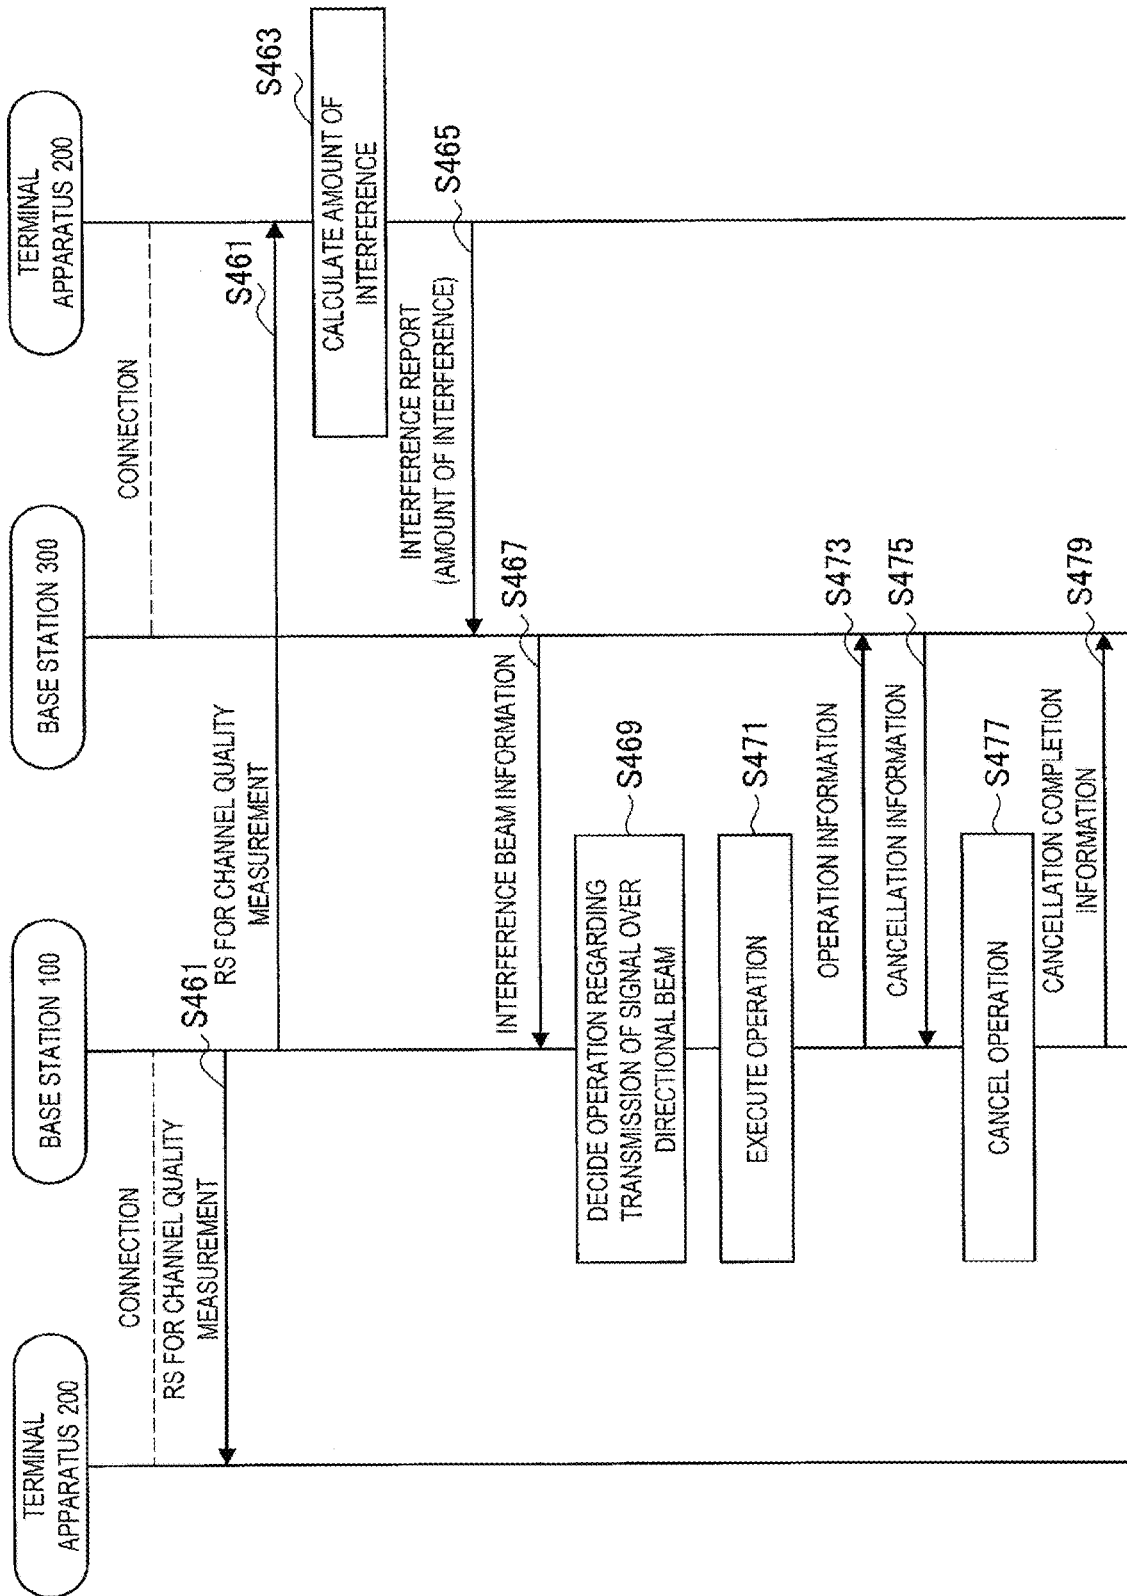 TERMINAL
APPARATUS 200
BASE STATION 100
BASE STATION 300
TERMINAL
APPARATUS 200
CONNECTION
CONNECTION
RS FOR CHANNEL QUALITY
MEASUREMENT
S461
RS FOR CHANNEL QUALITY
MEASUREMENT
S461
S463
CALCULATE AMOUNT OF
INTERFERENCE
INTERFERENCE REPORT
(AMOUNT OF INTERFERENCE)
S465
INTERFERENCE BEAM INFORMATION
S467
DECIDE OPERATION REGARDING
TRANSMISSION OF SIGNAL OVER
DIRECTIONAL BEAM
S469
EXECUTE OPERATION
S471
OPERATION INFORMATION
S473
CANCELLATION INFORMATION
S475
CANCEL OPERATION
S477
CANCELLATION COMPLETION
INFORMATION
S479